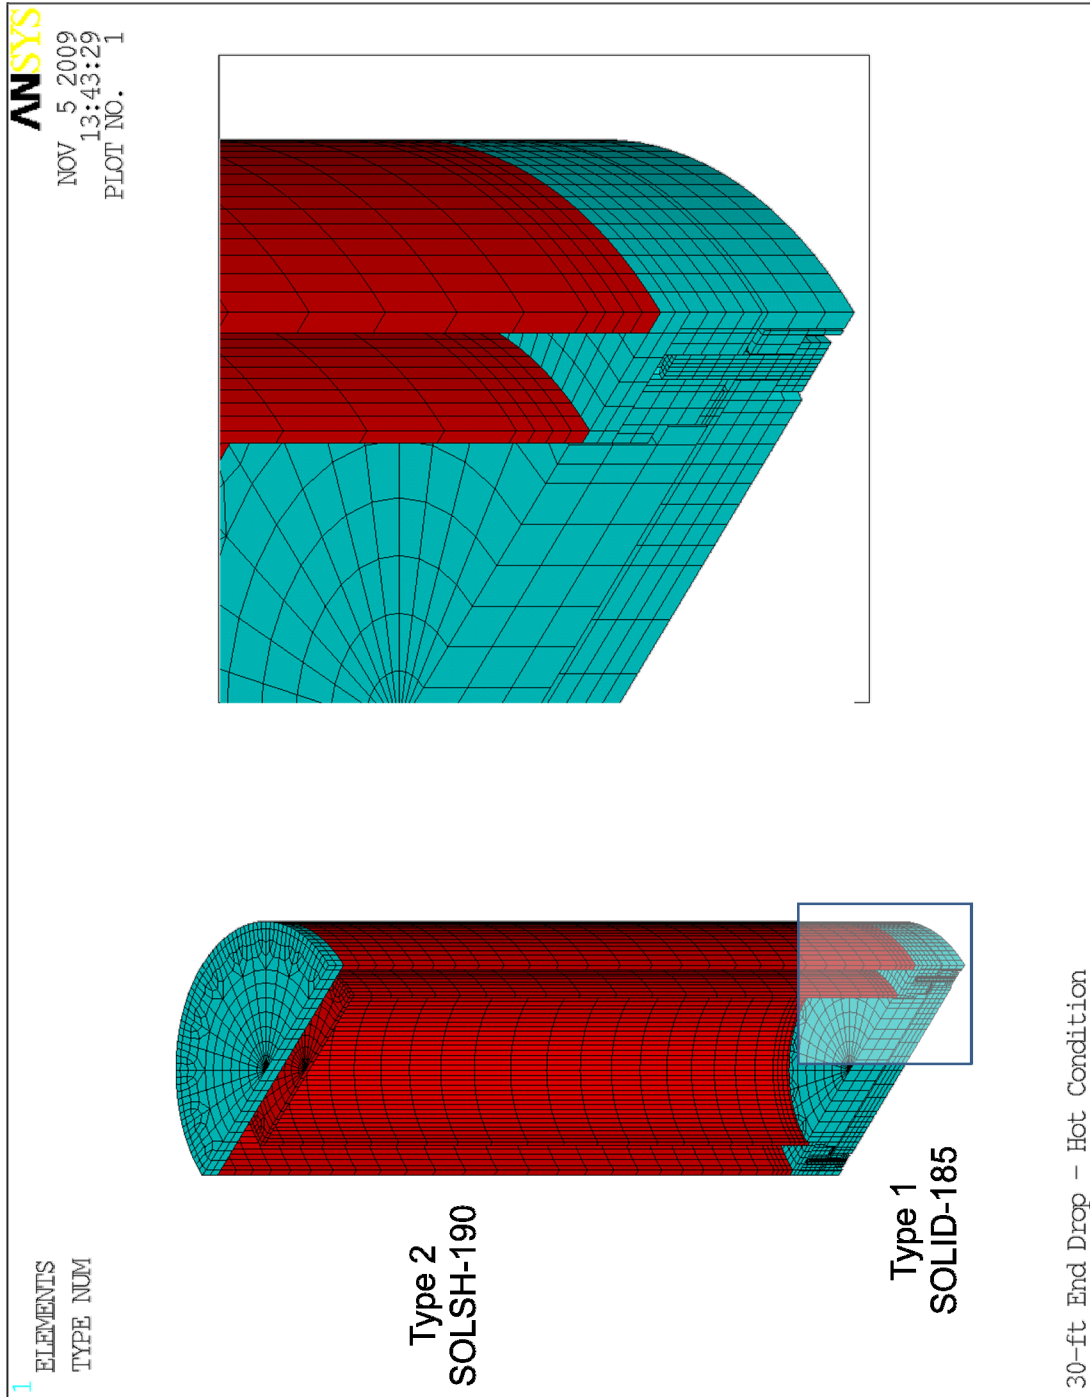 1
ELEMENTS
TYPE NUM
ANSYS
NOV 5 2009
13:43:29
PLOT NO. 1
Type 2
SOLSH-190
Type 1
SOLID-185
30-ft End Drop - Hot Condition